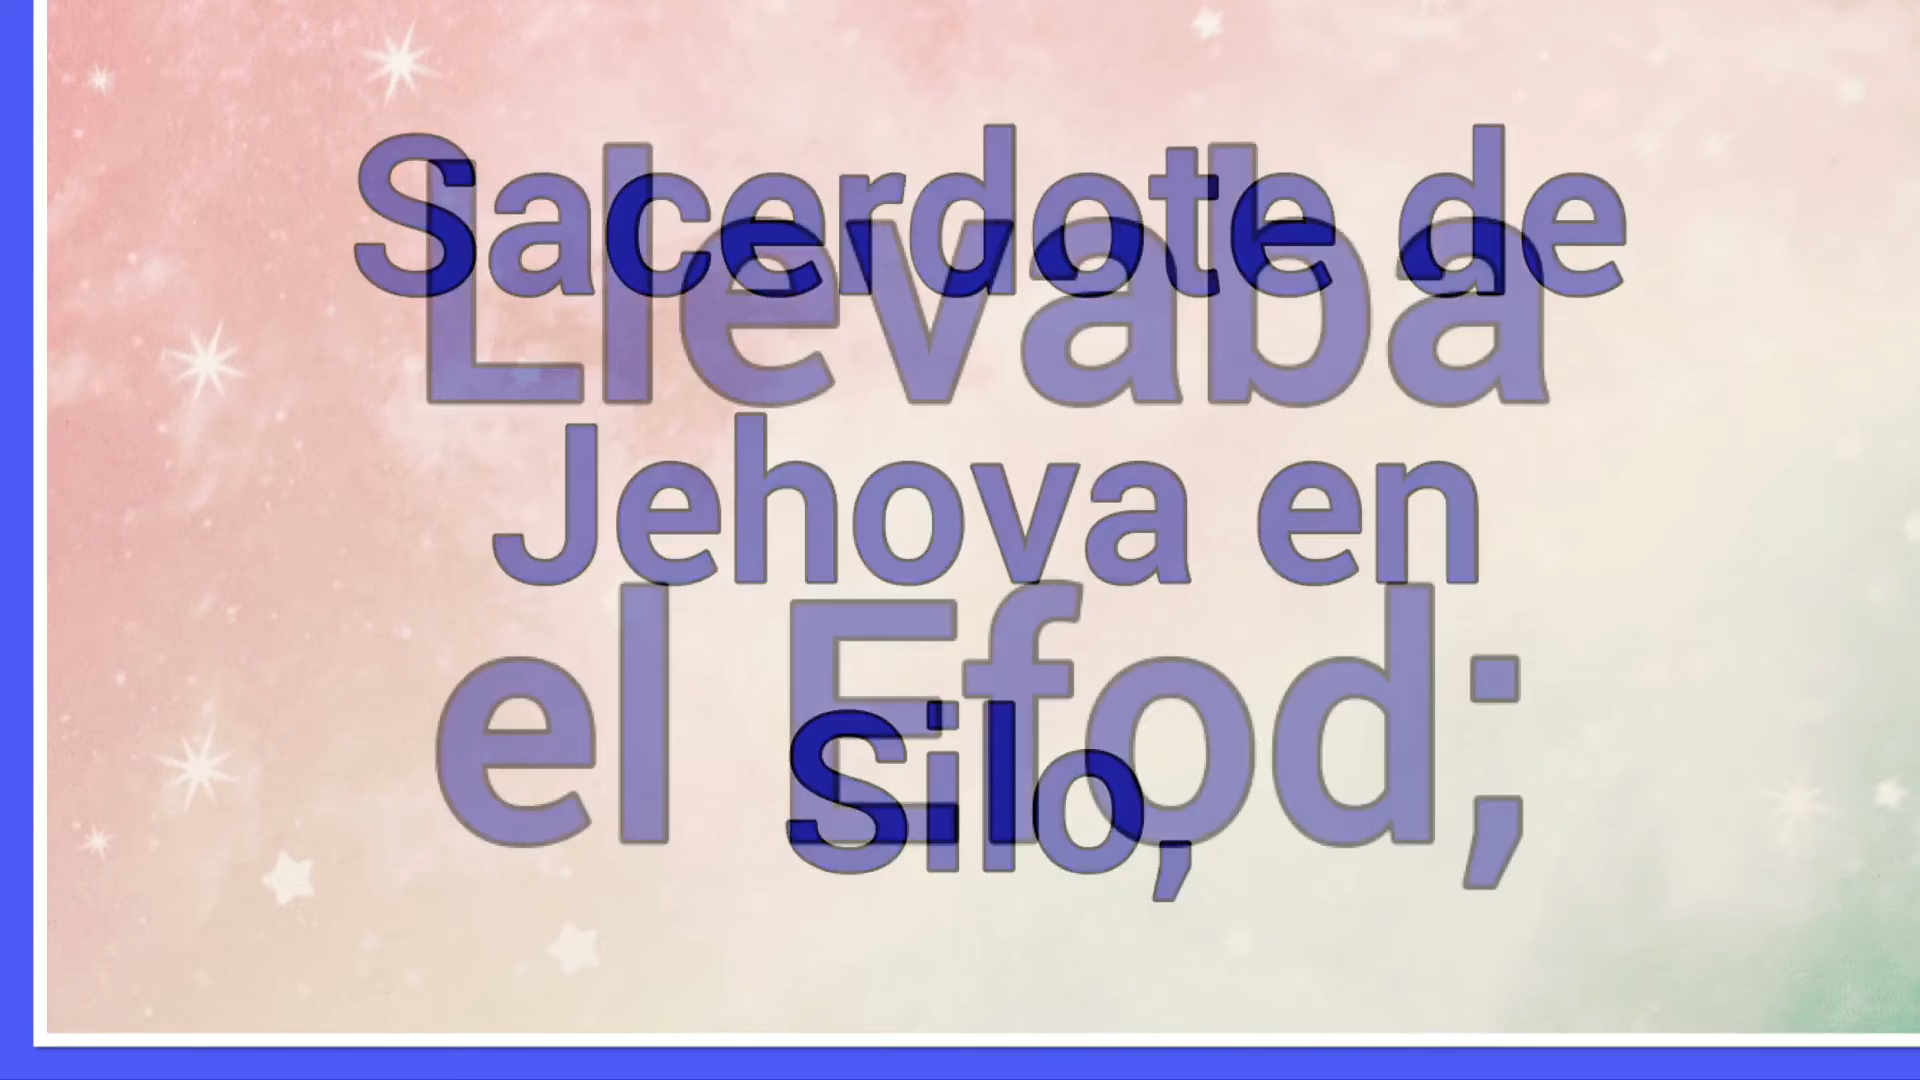 Sacerdote de
Jehova en
Silo,
Llevaba
el Efod;